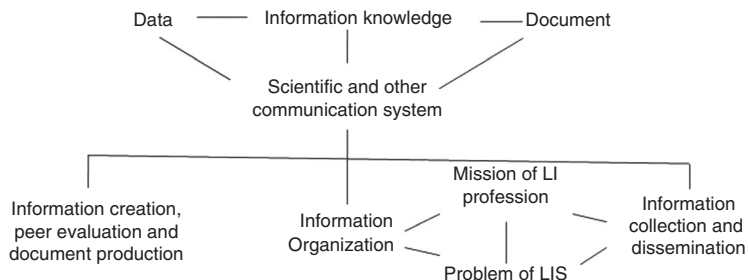 Data
Information knowledge
Document
Scientific and other
communication system
Mission of LI
profession
Information creation,
peer evaluation and
document production
Information
Organization
Information
collection and
dissemination
Problem of LIS